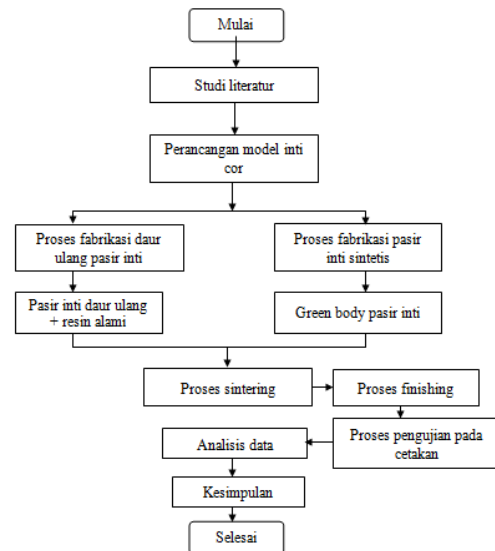 Mulai
Studi literatur
Perancangan model inti
cor
Proses fabrikasi daur
ulang pasir inti
Proses fabrikasi pasir
inti sintetis
Pasir inti daur ulang
+ resin alami
Green body pasir inti
Proses sintering
Proses finishing
Proses pengujian pada
cetakan
Analisis data
Kesimpulan
Selesai